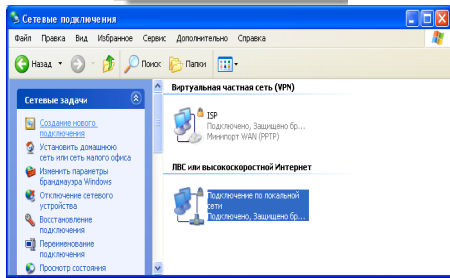 Сетевые подключения
Файл Правка Вид Избранное Сервис Дополнительно Справка
Назад Поиск Папки
Сетевые задачи
Создание нового
подключения
Установить домашнюю
сеть или сеть малого офиса
Изменить параметры
брандмауэра Windows
Отключение сетевого
устройства
Восстановление
подключения
Переименование
подключения
Просмотр состояния
Виртуальная частная сеть (VPN)
ISP
Подключено, Защищено бр...
Минипорт WAN (PPTP)
ЛВС или высокоскоростной Интернет
Подключение по локальной
сети
Подключено, Защищено бр...